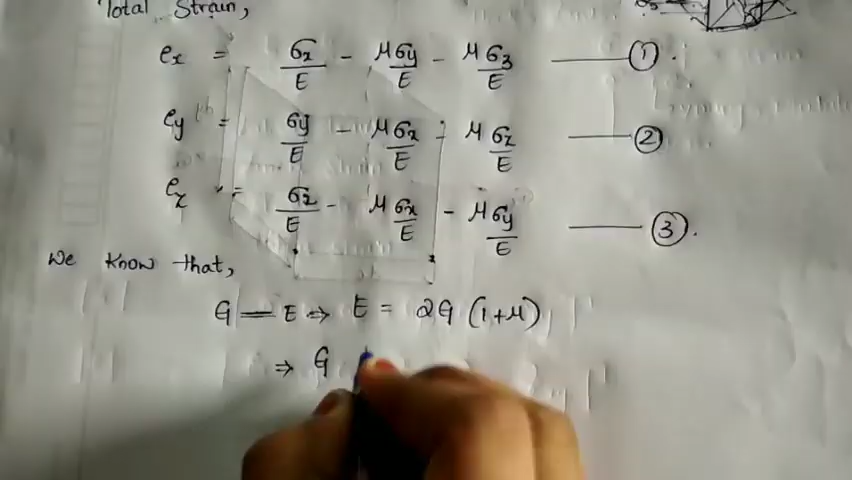 Total Strain,
ex = σx/E - μσy/E - μσ3/E —— ①.
ey = σy/E - μσx/E - μσz/E —— ②
ez = σz/E - μσx/E - μσy/E —— ③.
We know that,
G — E ⇒ E = 2G (1+μ)
⇒ G